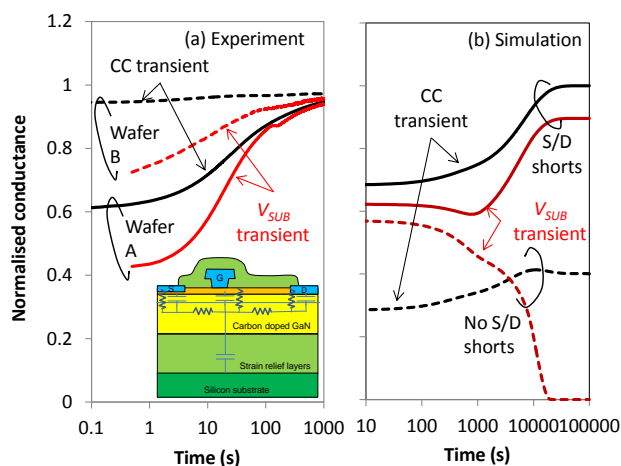 (a) Experiment
(b) Simulation
Normalised conductance
1.2
1
0.8
0.6
0.4
0.2
0
CC transient
Wafer
B
V_SUB
transient
Wafer
A
S
G
D
Carbon doped GaN
Strain relief layers
Silicon substrate
0.1
1
10
100
1000
Time (s)
CC
transient
S/D
shorts
V_SUB
transient
No S/D
shorts
10
100
1000
10000
100000
Time (s)